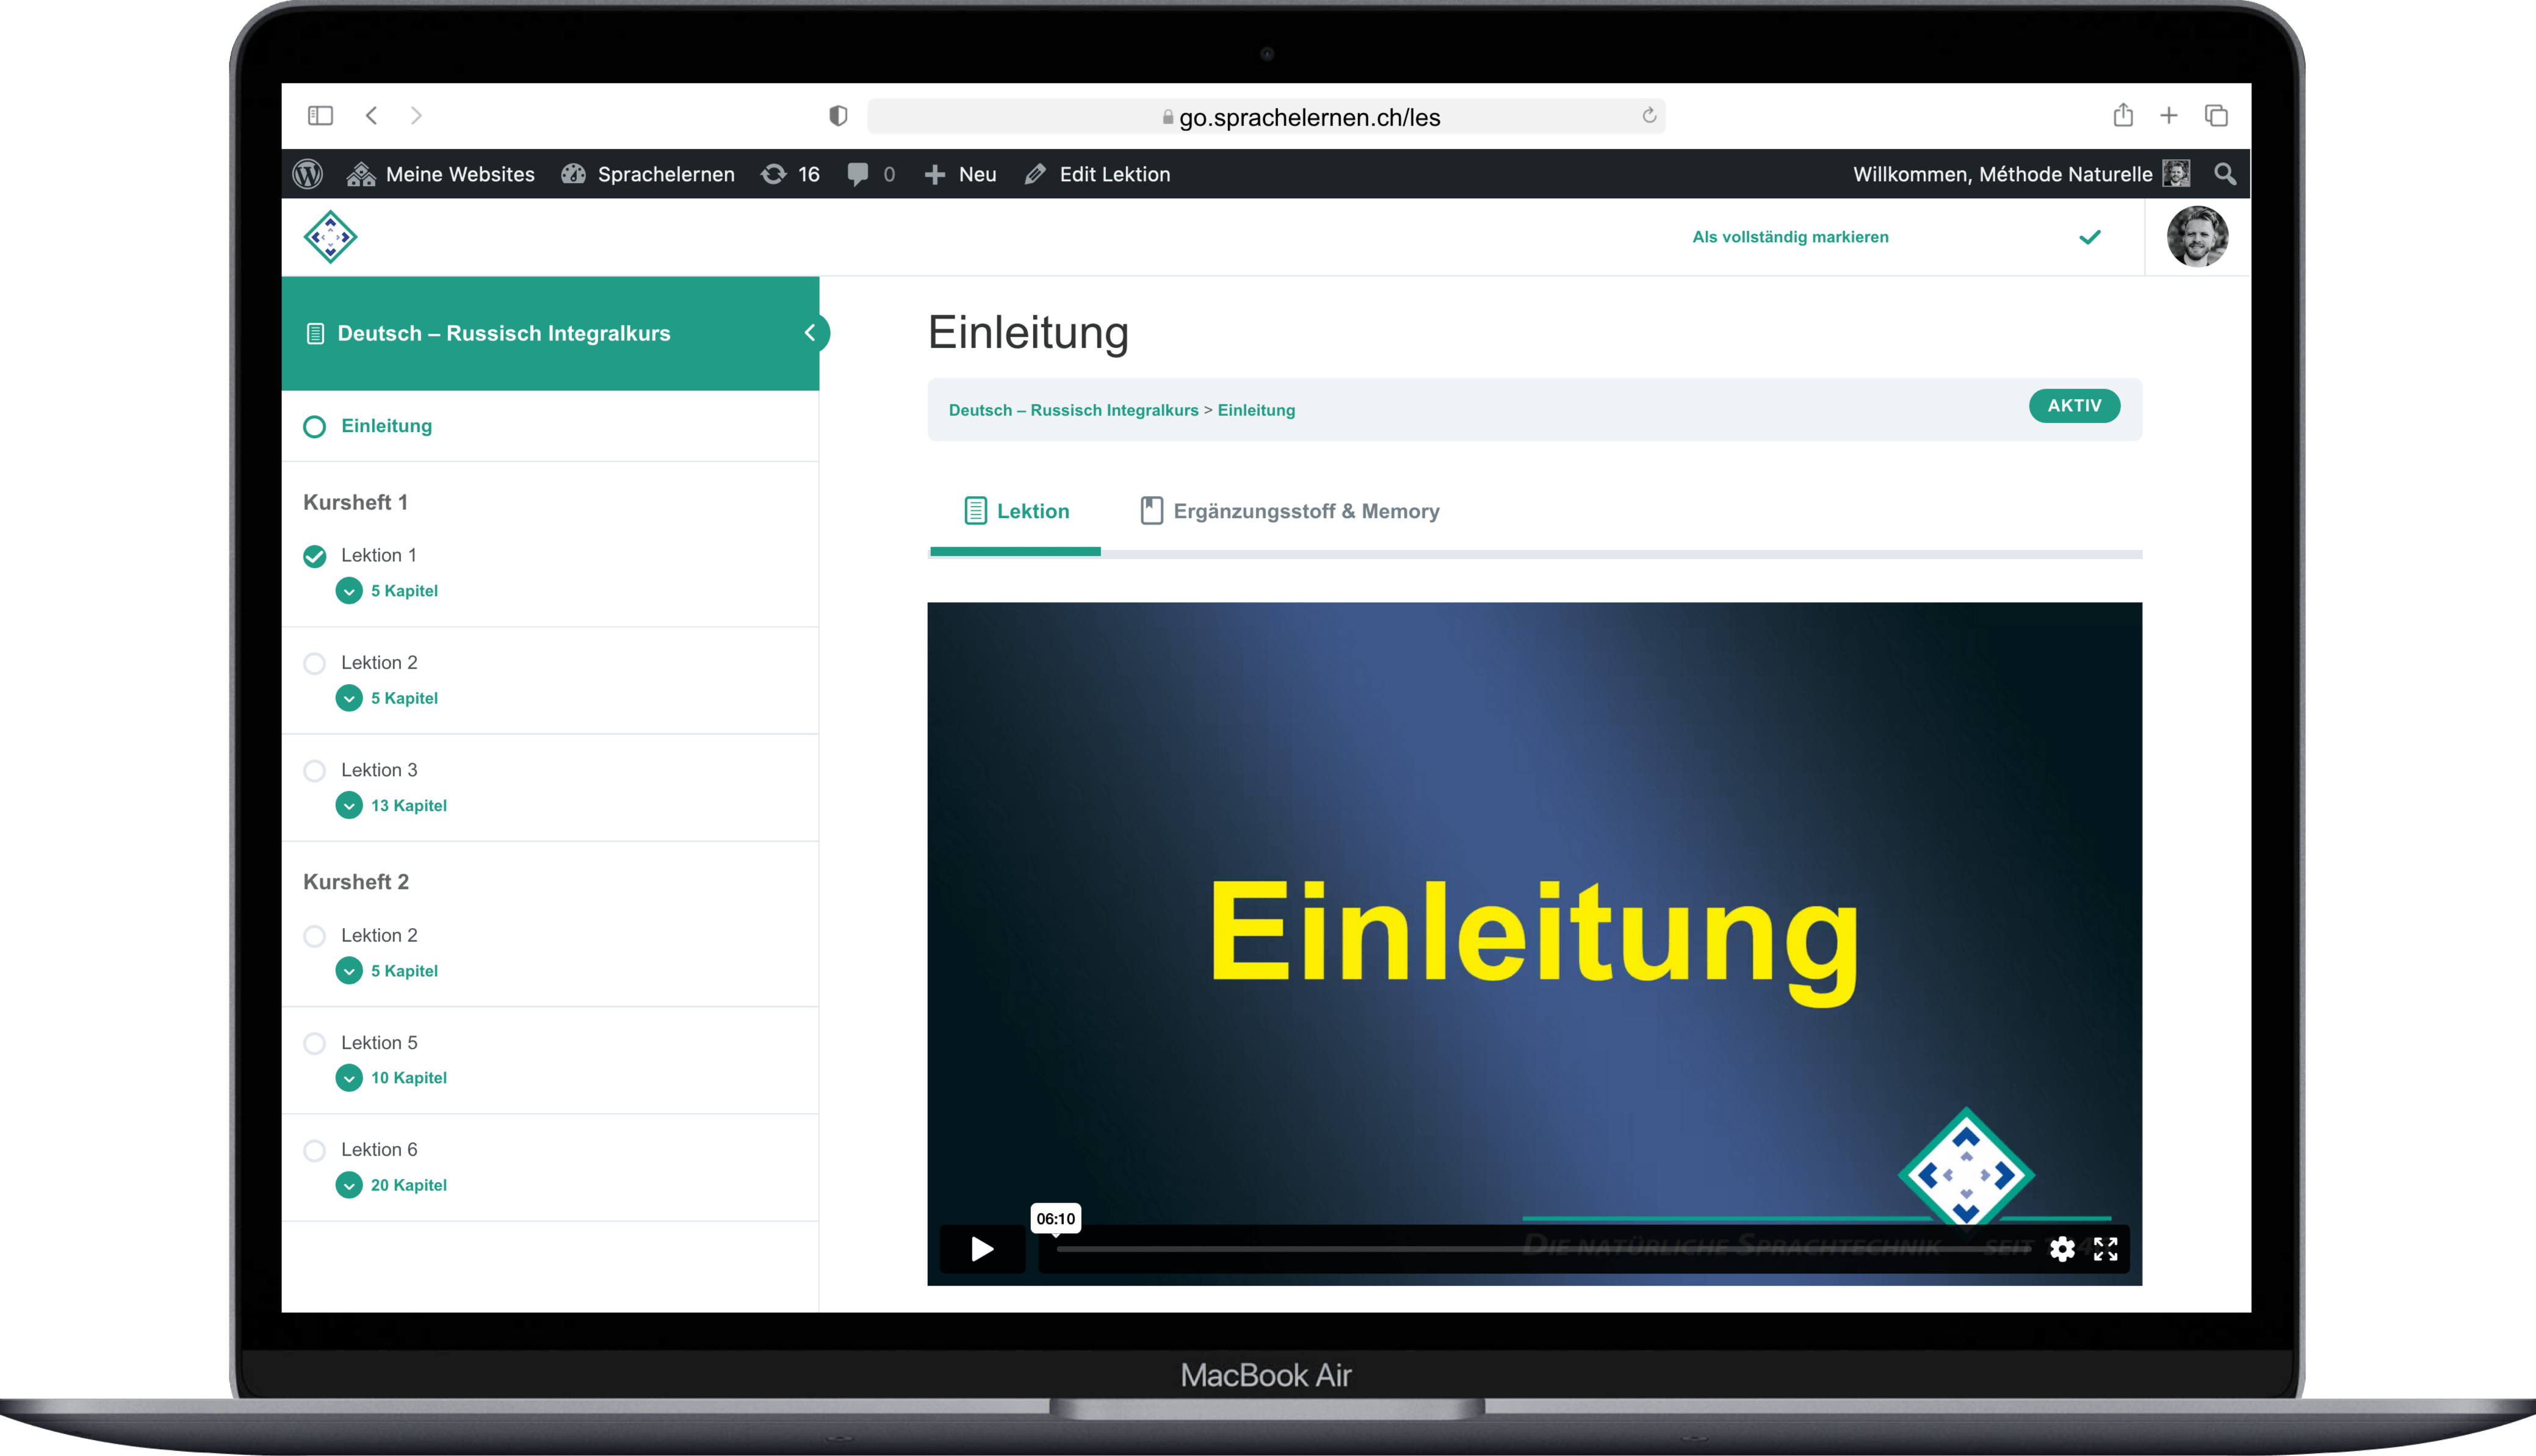 go.sprachelernen.ch/les
Meine Websites Sprachelernen 16 0 Neu Edit Lektion Willkommen, Méthode Naturelle
Als vollständig markieren
Deutsch – Russisch Integralkurs
Einleitung
Kursheft 1
Lektion 1
5 Kapitel
Lektion 2
5 Kapitel
Lektion 3
13 Kapitel
Kursheft 2
Lektion 2
5 Kapitel
Lektion 5
10 Kapitel
Lektion 6
20 Kapitel
Einleitung
Deutsch – Russisch Integralkurs > Einleitung AKTIV
Lektion Ergänzungsstoff & Memory
Einleitung
06:10
DIE NATÜRLICHE SPRACHTECHNIK SEIT
MacBook Air